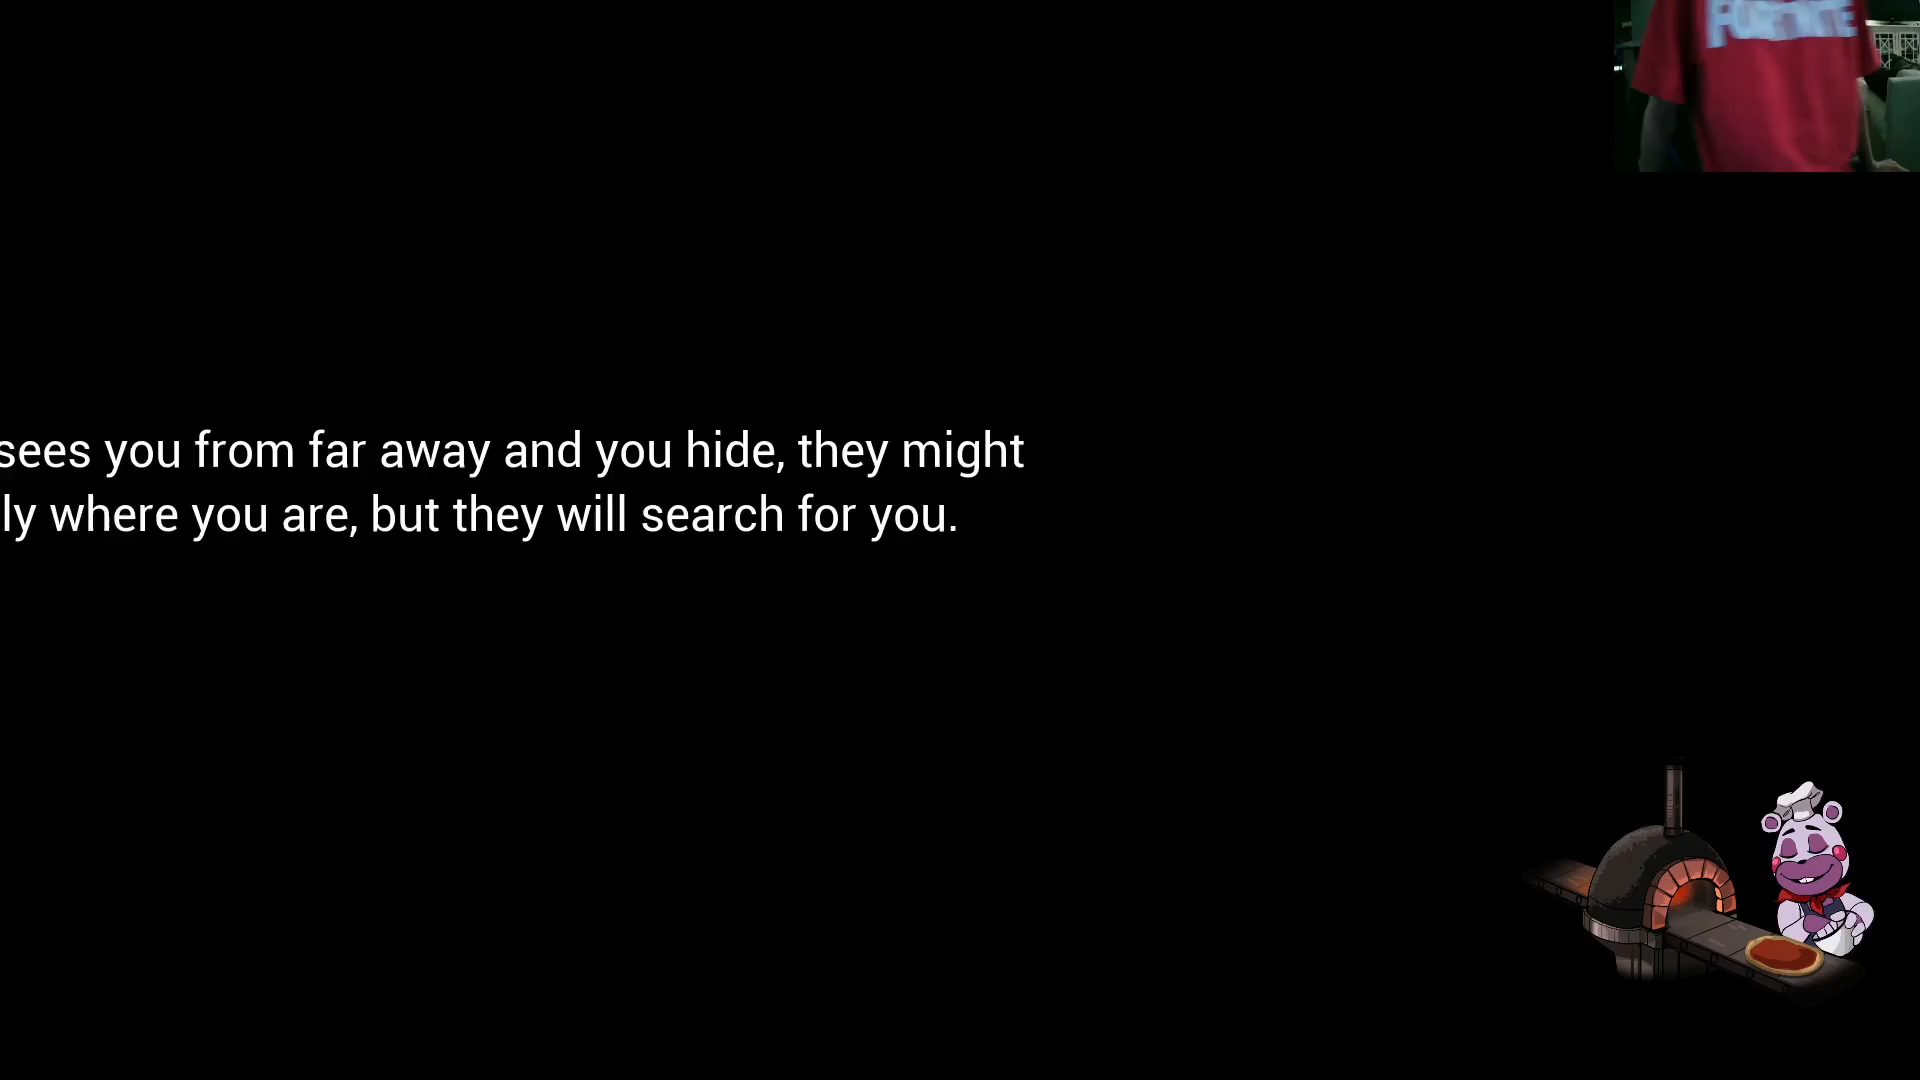 FORTNITE
sees you from far away and you hide, they might
ly where you are, but they will search for you.